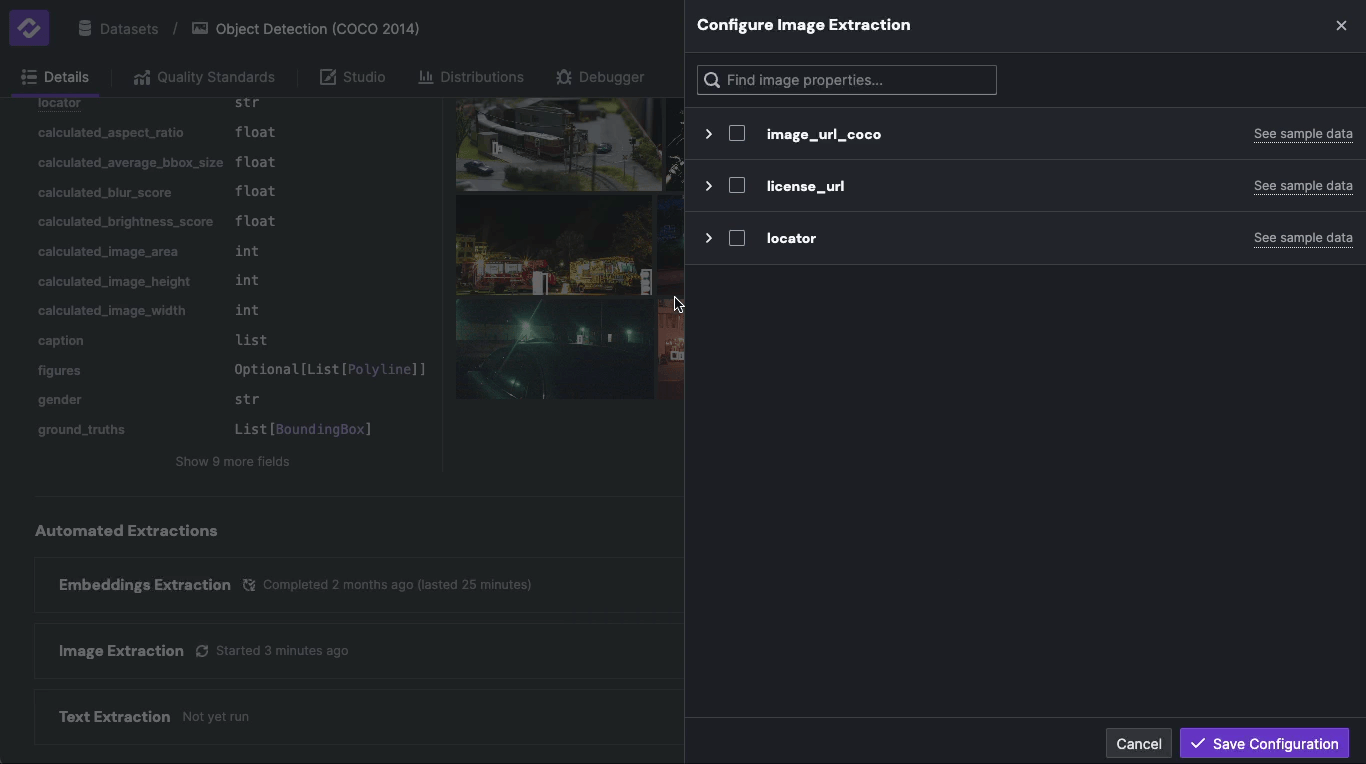 Datasets / Object Detection (COCO 2014)
Details Quality Standards Studio Distributions Debugger
locator str
calculated_aspect_ratio float
calculated_average_bbox_size float
calculated_blur_score float
calculated_brightness_score float
calculated_image_area int
calculated_image_height int
calculated_image_width int
caption list
figures Optional[List[Polyline]]
gender str
ground_truths List[BoundingBox]
Show 9 more fields
Automated Extractions
Embeddings Extraction Completed 2 months ago (lasted 25 minutes)
Image Extraction Started 3 minutes ago
Text Extraction Not yet run
Configure Image Extraction
Find image properties...
image_url_coco See sample data
license_url See sample data
locator See sample data
Cancel Save Configuration